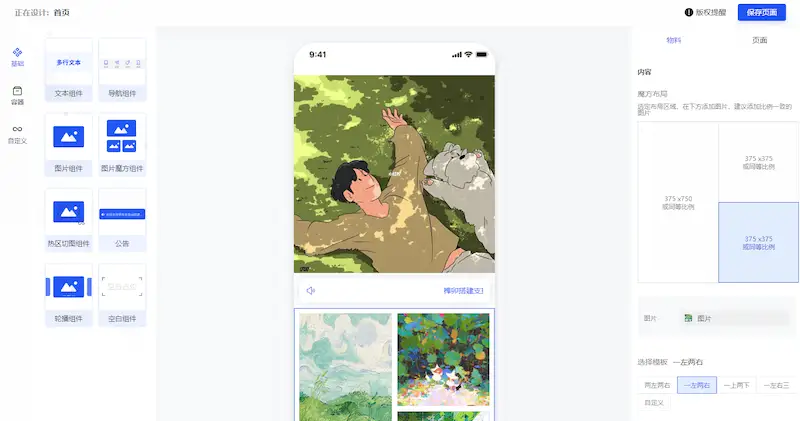 正在设计：首页
版权提醒
保存页面
基础
容器
自定义
多行文本
文本组件
导航组件
图片组件
图片魔方组件
热区切图组件
公告
轮播组件
空白组件
9:41
物料
页面
内容
魔方布局
选定布局区域，在下方添加图片，建议添加比例一致的图片
375 x750
或同等比例
375 x375
或同等比例
375 x375
或同等比例
图片
图片
选择模板 一左两右
两左两右
一左两右
一上两下
一左右三
自定义